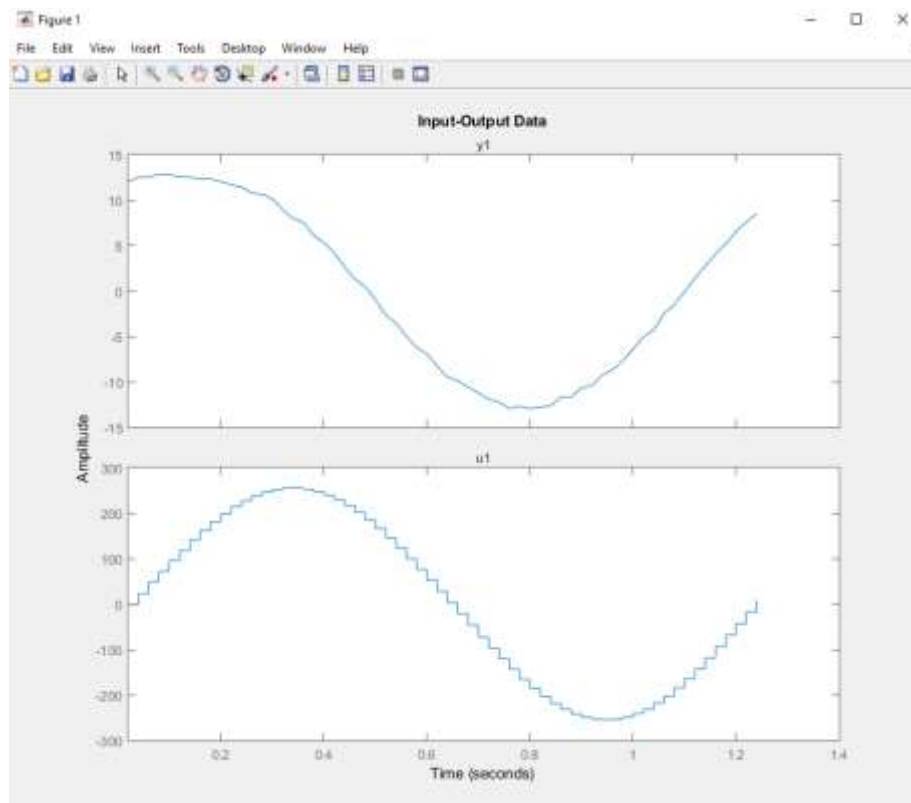 Figure 1
File Edit View Insert Tools Desktop Window Help
Input-Output Data
y1
15
10
5
0
-5
-10
-15
Amplitude
u1
300
200
100
0
-100
-200
-300
0.2 0.4 0.6 0.8 1 1.2 1.4
Time (seconds)